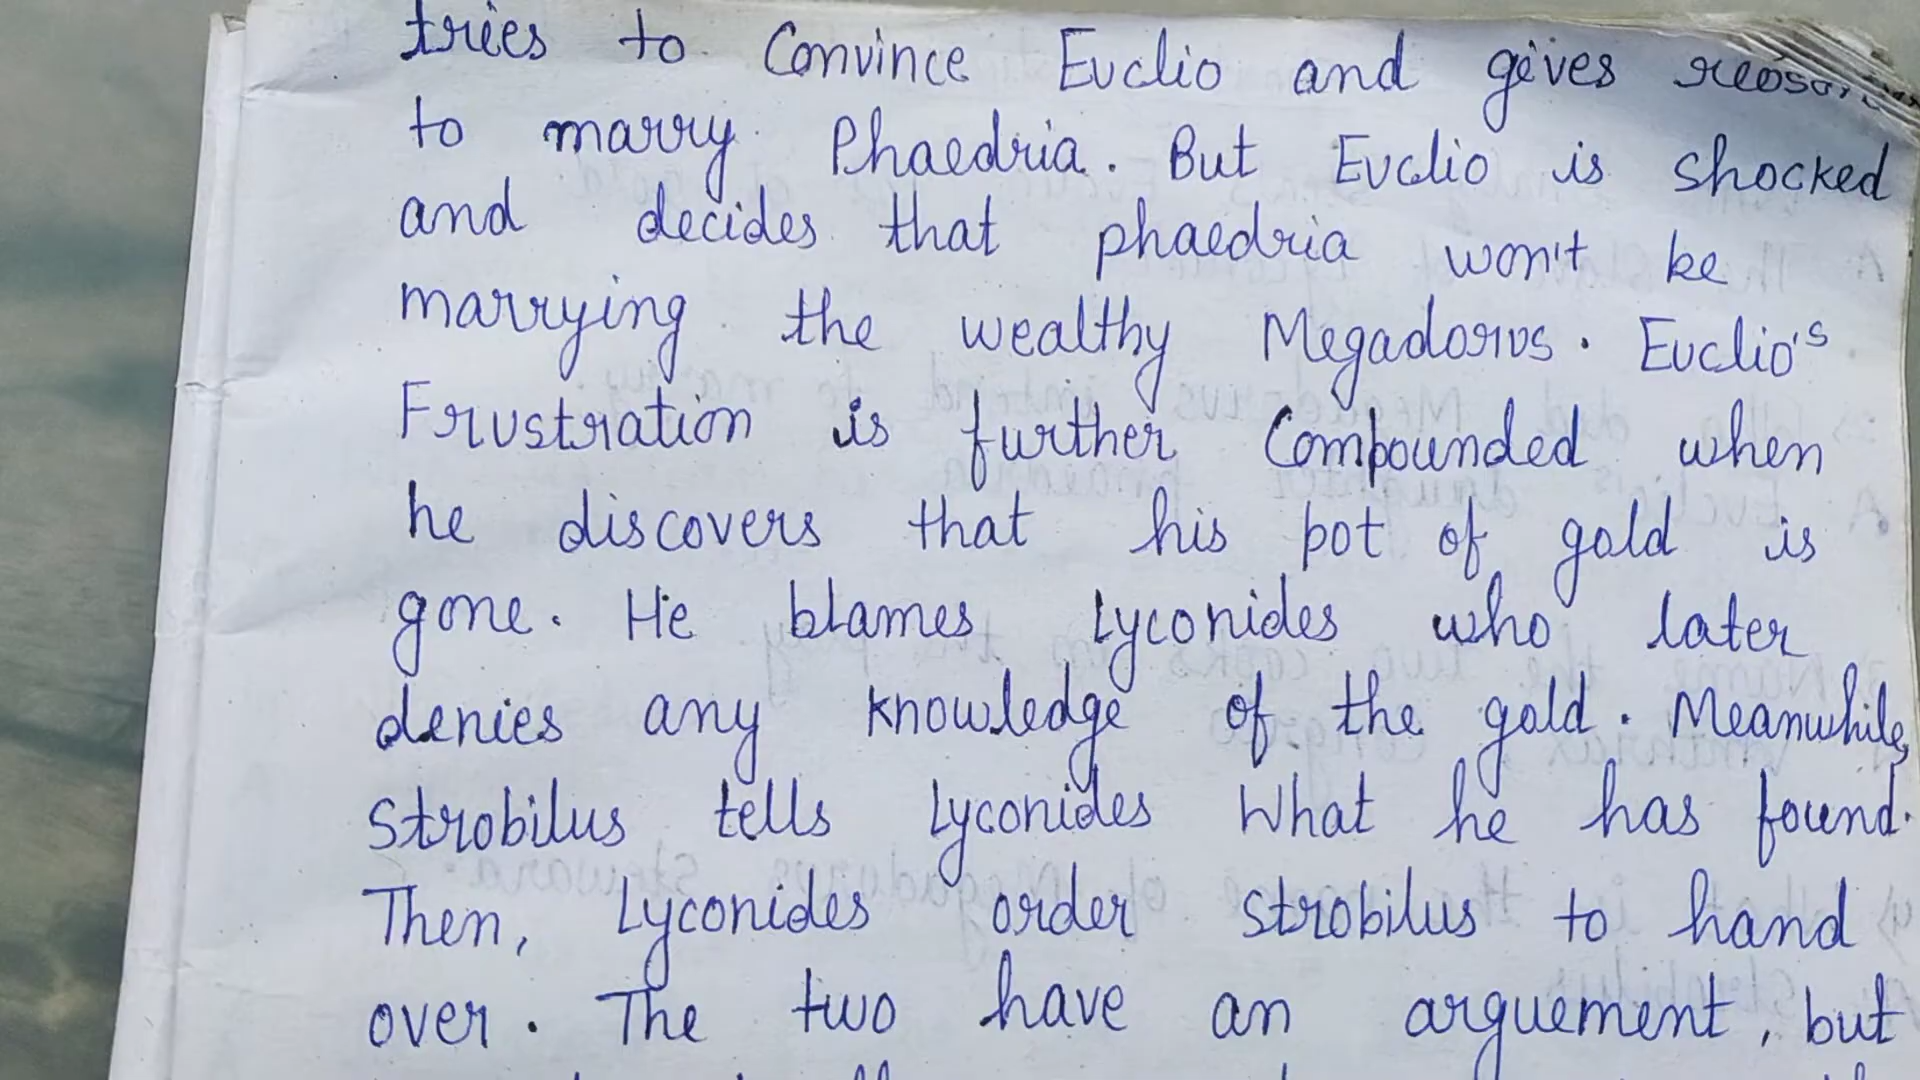 tries to Convince Euclio and gives reasons
to marry Phaedria. But Euclio is shocked
and decides that phaedria won't be
marrying the wealthy Megadorus. Euclio's
Frustration is further Compounded when
he discovers that his pot of gold is
gone. He blames Lyconides who later
denies any knowledge of the gold. Meanwhile,
Strobilus tells Lyconides What he has found.
Then, Lyconides order Strobilus to hand
over. The two have an arguement, but